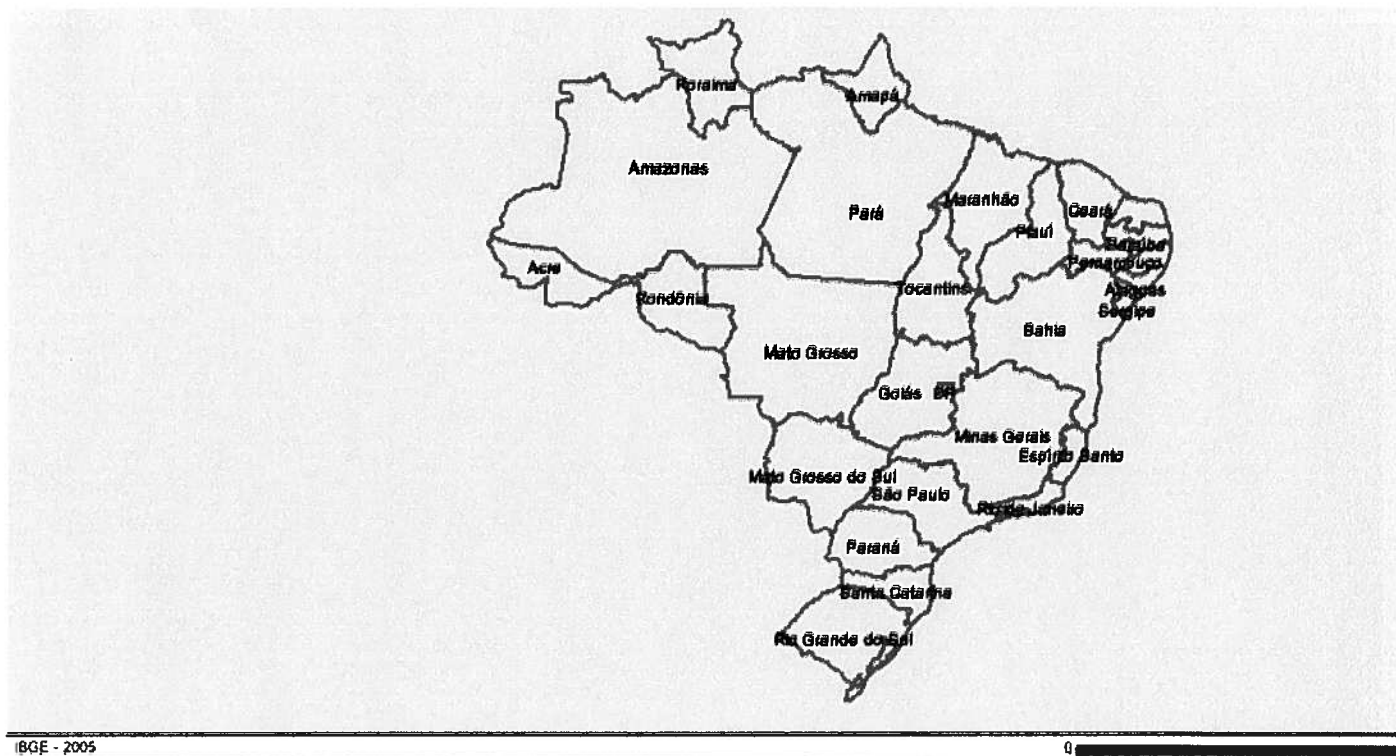 Roraima
Amapá
Amazonas
Maranhão
Ceará
Pará
Piauí
Paraíba
Pernambuco
Acre
Tocantins
Alagoas
Rondônia
Sergipe
Bahia
Mato Grosso
Goiás DF
Minas Gerais
Espírito Santo
Mato Grosso do Sul
São Paulo
Rio de Janeiro
Paraná
Santa Catarina
Rio Grande do Sul
IBGE - 2005
0